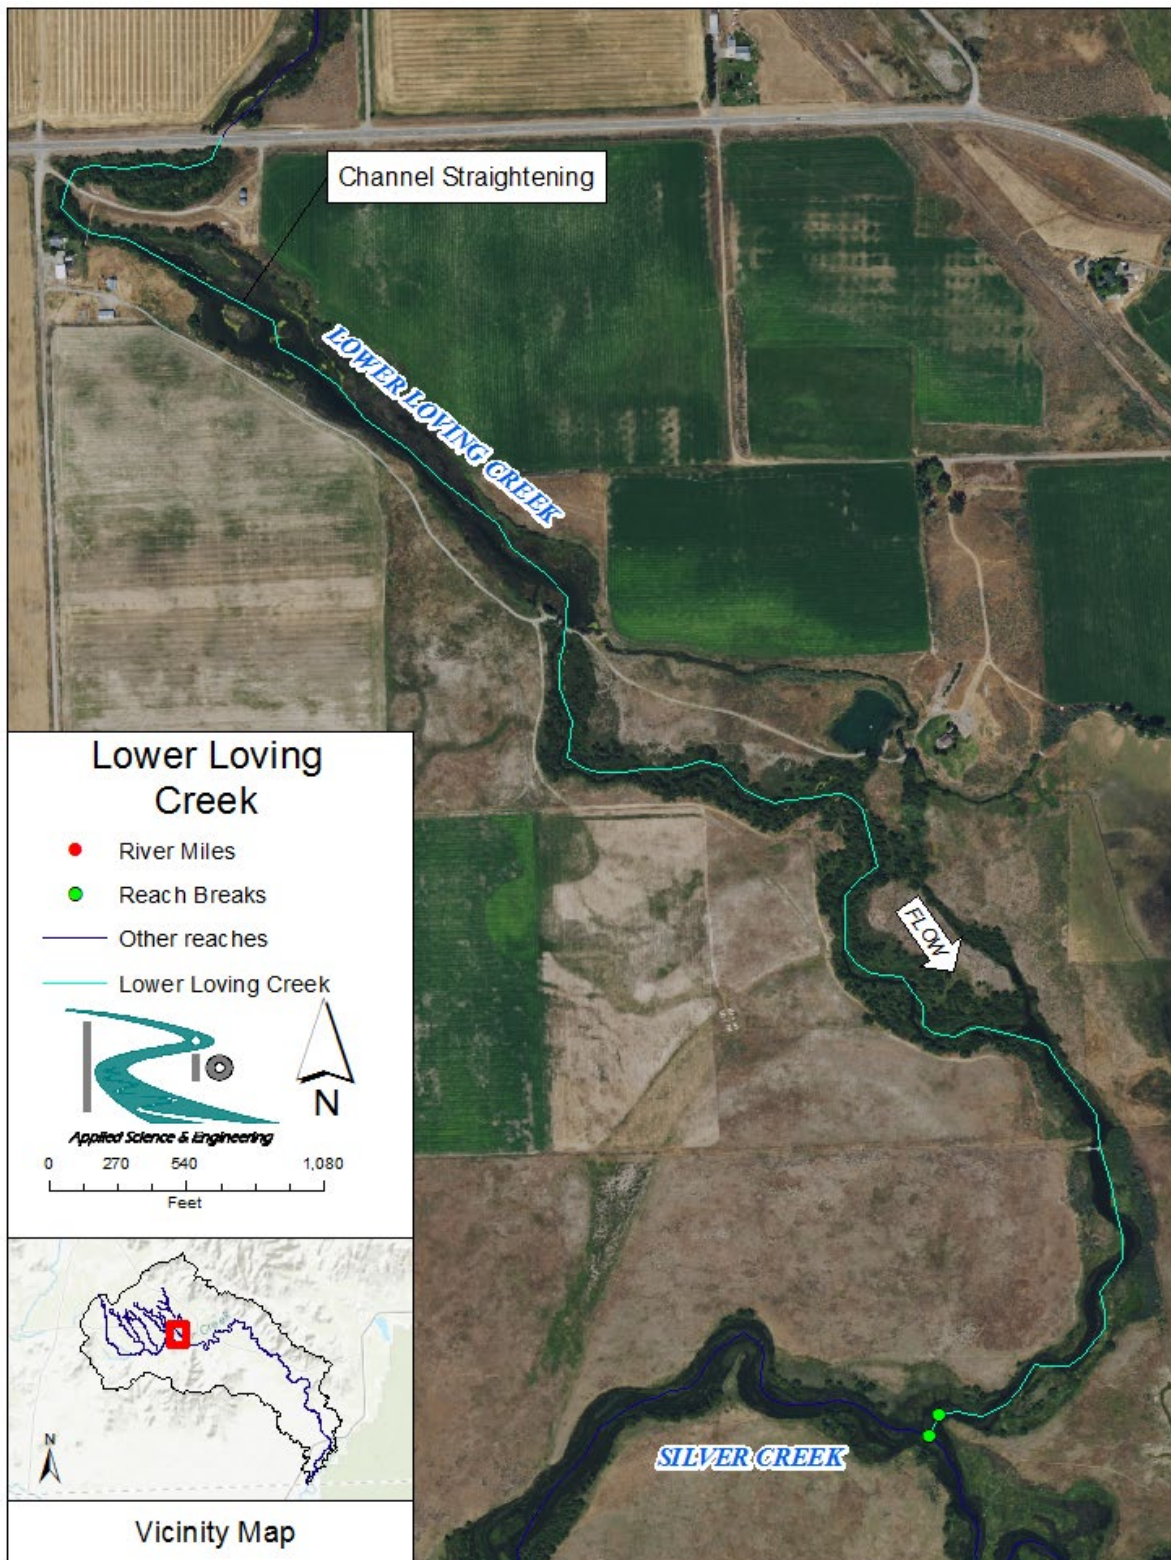 Channel Straightening
LOWER LOVING CREEK
FLOW
SILVER CREEK
Lower Loving
Creek
River Miles
Reach Breaks
Other reaches
Lower Loving Creek
N
Applied Science & Engineering
0 270 540 1,080
Feet
Creek
N
Vicinity Map